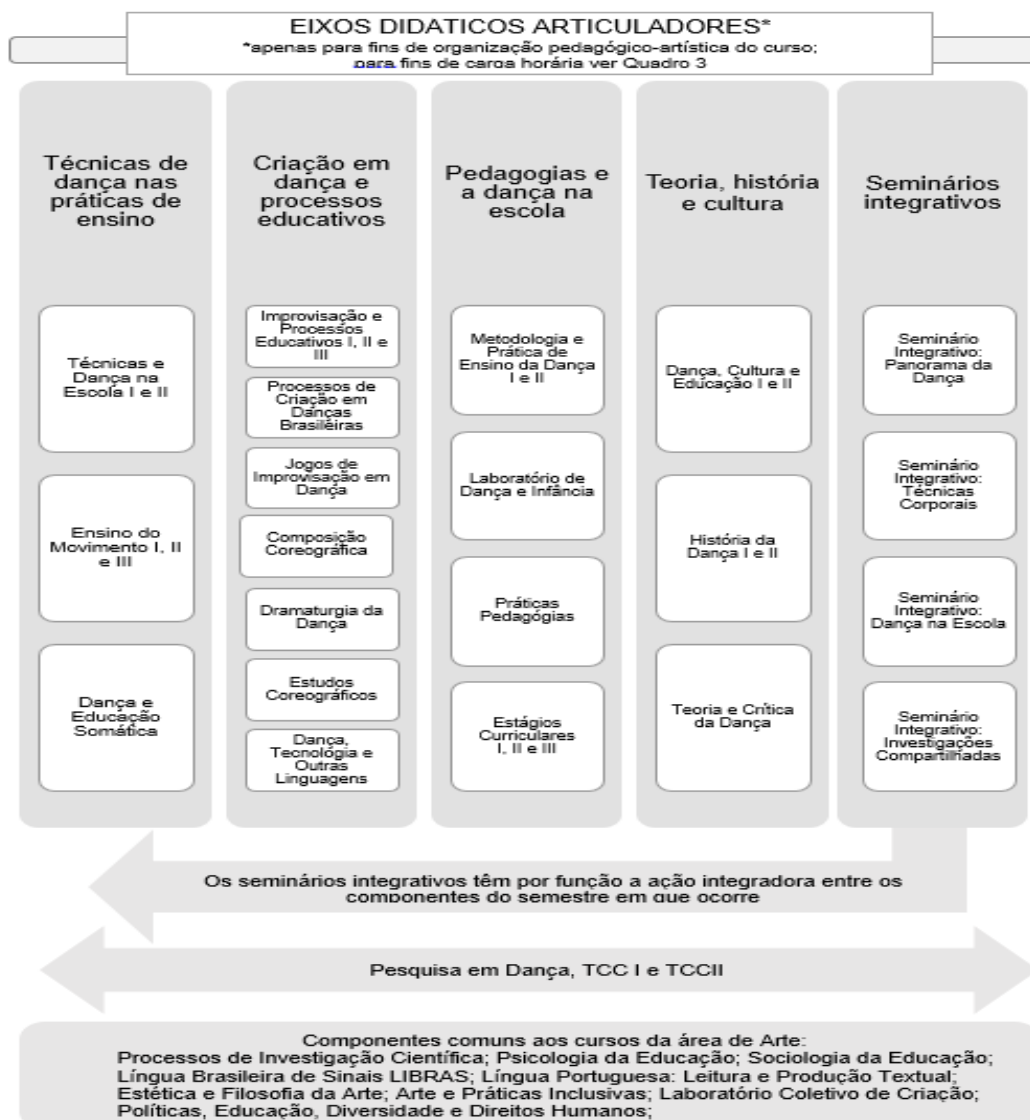 EIXOS DIDATICOS ARTICULADORES*
*apenas para fins de organização pedagógico-artística do curso;
para fins de carga horária ver Quadro 3
Técnicas de
dança nas
práticas de
ensino
Técnicas e
Dança na
Escola I e II
Ensino do
Movimento I, II
e III
Dança e
Educação
Somática
Criação em
dança e
processos
educativos
Improvisação e
Processos
Educativos I, II e
III
Processos de
Criação em
Danças
Brasileiras
Jogos de
Improvisação em
Dança
Composição
Coreográfica
Dramaturgia da
Dança
Estudos
Coreográficos
Dança,
Tecnológia e
Outras
Linguagens
Pedagogias e
a dança na
escola
Metodologia e
Prática de
Ensino da Dança
I e II
Laboratório de
Dança e Infância
Práticas
Pedagógias
Estágios
Curriculares
I, II e III
Teoria, história
e cultura
Dança, Cultura e
Educação I e II
História da
Dança I e II
Teoria e Crítica
da Dança
Seminários
integrativos
Seminário
Integrativo:
Panorama da
Dança
Seminário
Integrativo:
Técnicas
Corporais
Seminário
Integrativo:
Dança na Escola
Seminário
Integrativo:
Investigações
Compartilhadas
Os seminários integrativos têm por função a ação integradora entre os
componentes do semestre em que ocorre
Pesquisa em Dança, TCC I e TCCII
Componentes comuns aos cursos da área de Arte:
Processos de Investigação Científica; Psicologia da Educação; Sociologia da Educação;
Língua Brasileira de Sinais LIBRAS; Língua Portuguesa: Leitura e Produção Textual;
Estética e Filosofia da Arte; Arte e Práticas Inclusivas; Laboratório Coletivo de Criação;
Políticas, Educação, Diversidade e Direitos Humanos;